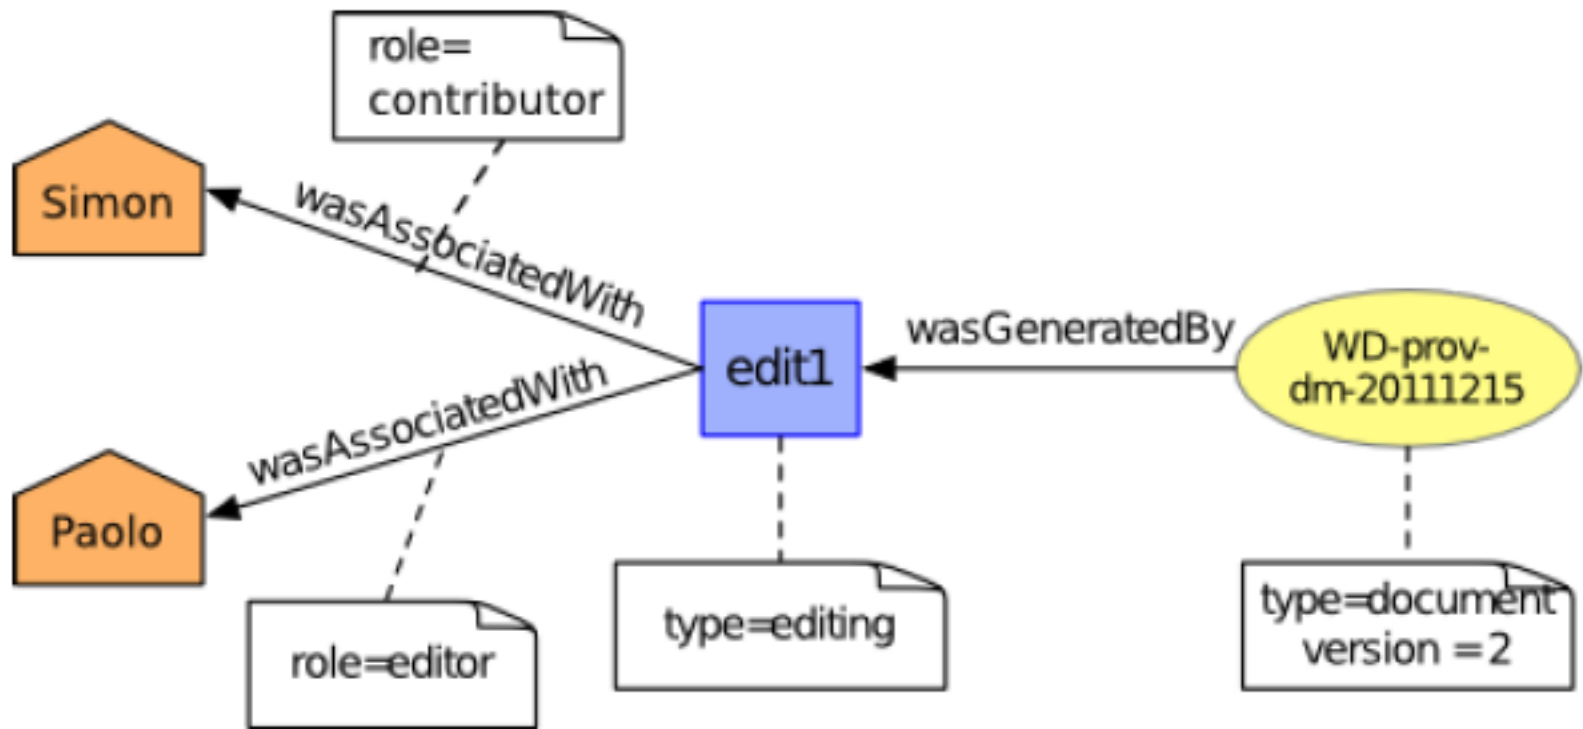 role=
contributor
Simon
wasAssociatedWith
wasGeneratedBy
edit1
WD-prov-
dm-20111215
wasAssociatedWith
Paolo
role=editor
type=editing
type=document
version =2